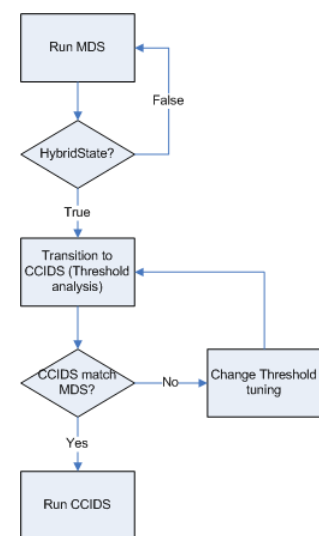 Run MDS
False
HybridState?
True
Transition to
CCIDS (Threshold
analysis)
CCIDS match
MDS?
No
Change Threshold
tuning
Yes
Run CCIDS